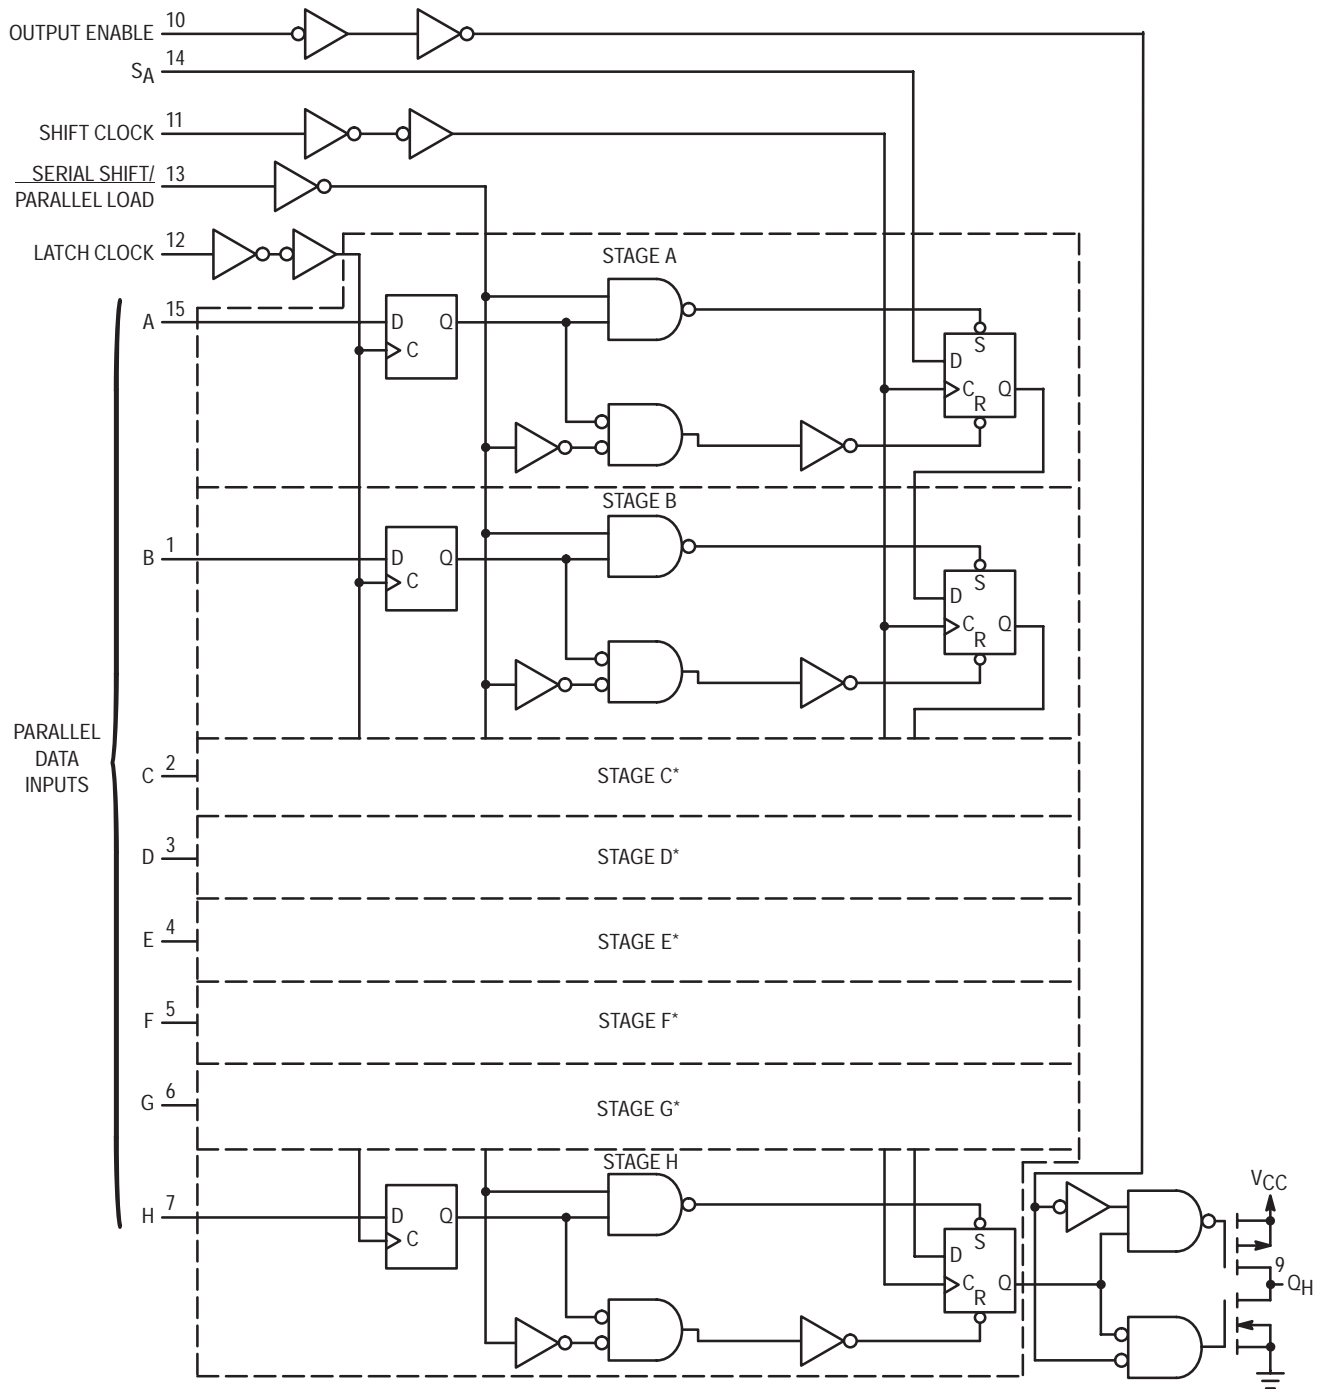 OUTPUT ENABLE 10
SA 14
SHIFT CLOCK 11
SERIAL SHIFT/ 13
PARALLEL LOAD
LATCH CLOCK 12
STAGE A
A 15
D Q
C
S
D
C Q
R
STAGE B
B 1
D Q
C
S
D
C Q
R
PARALLEL
DATA
INPUTS
C 2
STAGE C*
D 3
STAGE D*
E 4
STAGE E*
F 5
STAGE F*
G 6
STAGE G*
STAGE H
H 7
D Q
C
S
D
C Q
R
VCC
9
QH